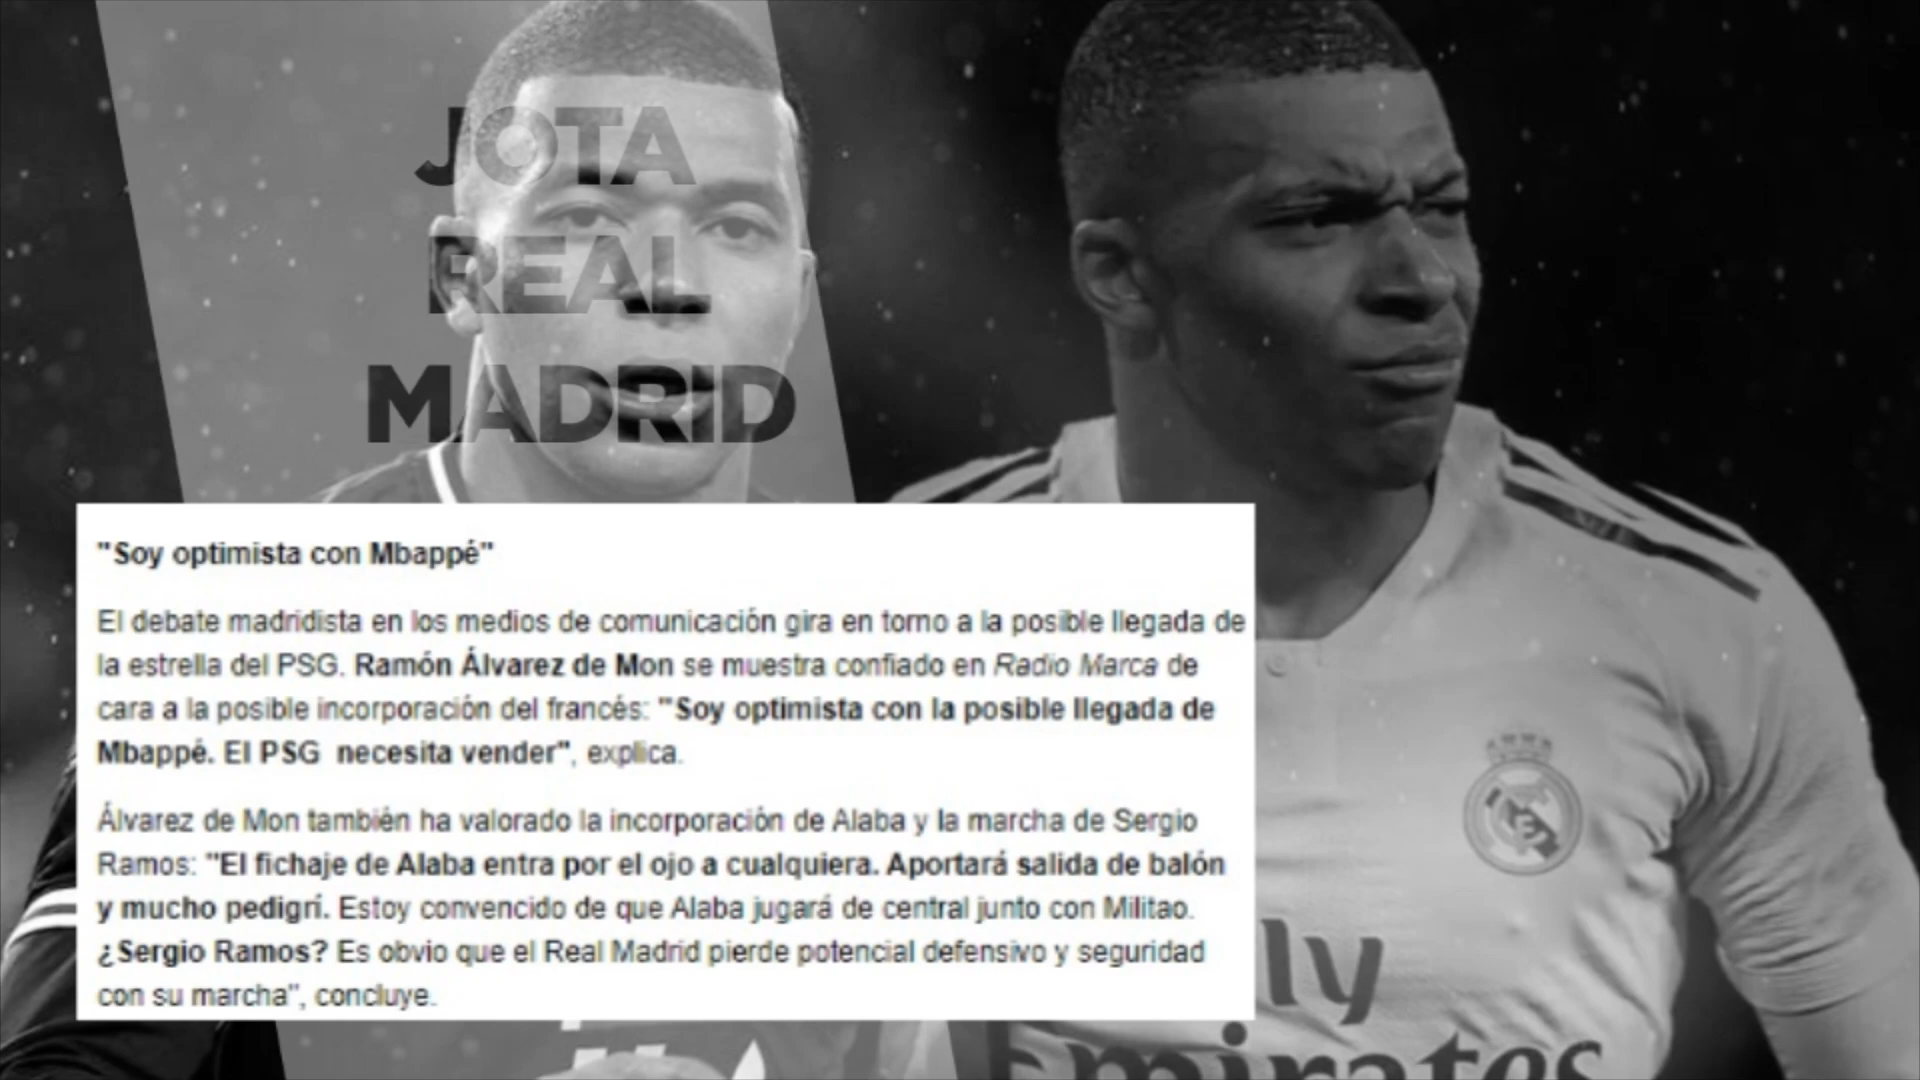 JOTA
REAL
MADRID
"Soy optimista con Mbappé"
El debate madridista en los medios de comunicación gira en torno a la posible llegada de
la estrella del PSG. Ramón Álvarez de Mon se muestra confiado en Radio Marca de
cara a la posible incorporación del francés: "Soy optimista con la posible llegada de
Mbappé. El PSG necesita vender", explica.
Álvarez de Mon también ha valorado la incorporación de Alaba y la marcha de Sergio
Ramos: "El fichaje de Alaba entra por el ojo a cualquiera. Aportará salida de balón
y mucho pedigrí. Estoy convencido de que Alaba jugará de central junto con Militao.
¿Sergio Ramos? Es obvio que el Real Madrid pierde potencial defensivo y seguridad
con su marcha", concluye.
ly
Emirates